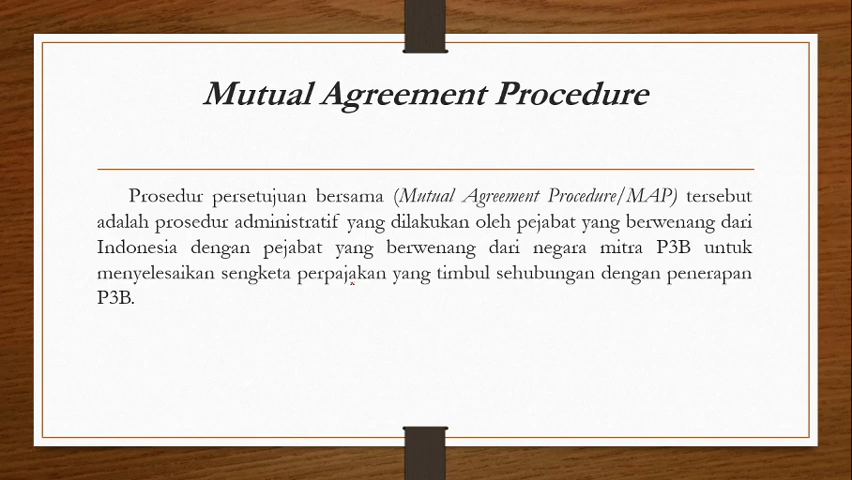 Mutual Agreement Procedure
Prosedur persetujuan bersama (Mutual Agreement Procedure/MAP) tersebut
adalah prosedur administratif yang dilakukan oleh pejabat yang berwenang dari
Indonesia dengan pejabat yang berwenang dari negara mitra P3B untuk
menyelesaikan sengketa perpajakan yang timbul sehubungan dengan penerapan
P3B.